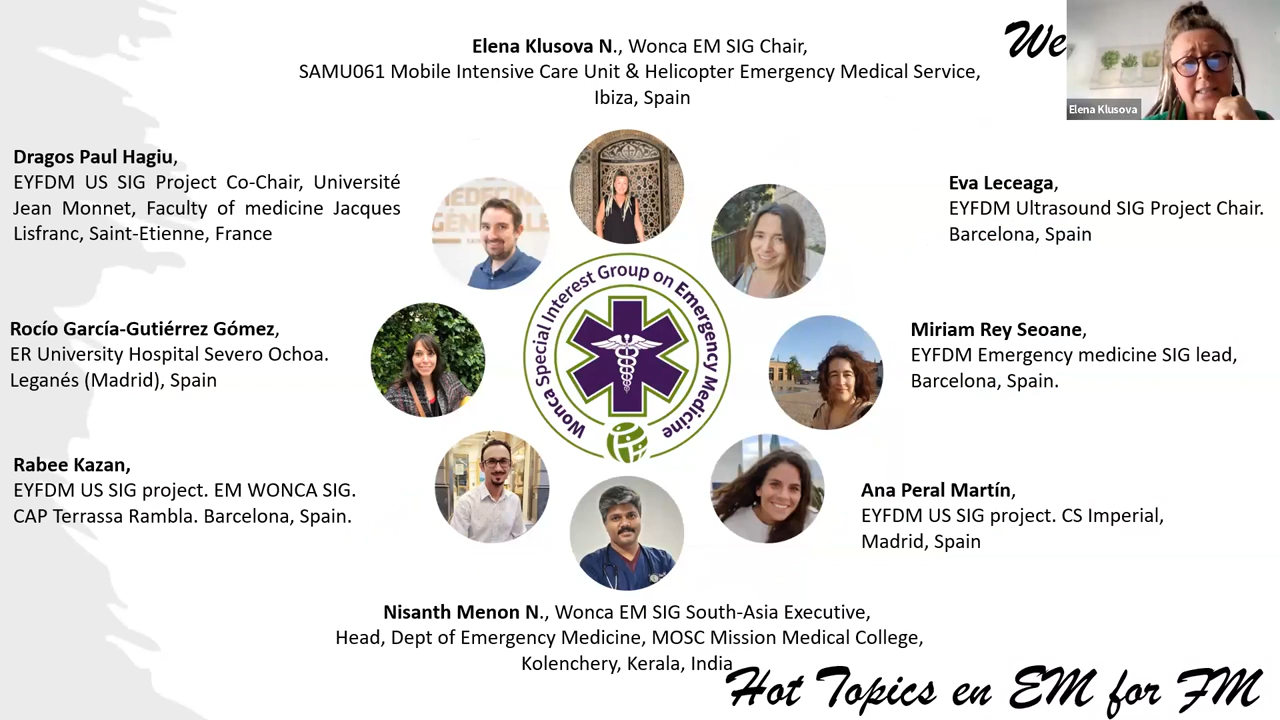 We
Elena Klusova
Elena Klusova N., Wonca EM SIG Chair,
SAMU061 Mobile Intensive Care Unit & Helicopter Emergency Medical Service,
Ibiza, Spain
Dragos Paul Hagiu,
EYFDM US SIG Project Co-Chair, Université
Jean Monnet, Faculty of medicine Jacques
Lisfranc, Saint-Etienne, France
Eva Leceaga,
EYFDM Ultrasound SIG Project Chair.
Barcelona, Spain
Wonca Special Interest Group on Emergency Medicine
Rocío García-Gutiérrez Gómez,
ER University Hospital Severo Ochoa.
Leganés (Madrid), Spain
Miriam Rey Seoane,
EYFDM Emergency medicine SIG lead,
Barcelona, Spain.
Rabee Kazan,
EYFDM US SIG project. EM WONCA SIG.
CAP Terrassa Rambla. Barcelona, Spain.
Ana Peral Martín,
EYFDM US SIG project. CS Imperial,
Madrid, Spain
Nisanth Menon N., Wonca EM SIG South-Asia Executive,
Head, Dept of Emergency Medicine, MOSC Mission Medical College,
Kolenchery, Kerala, India
Hot Topics en EM for FM